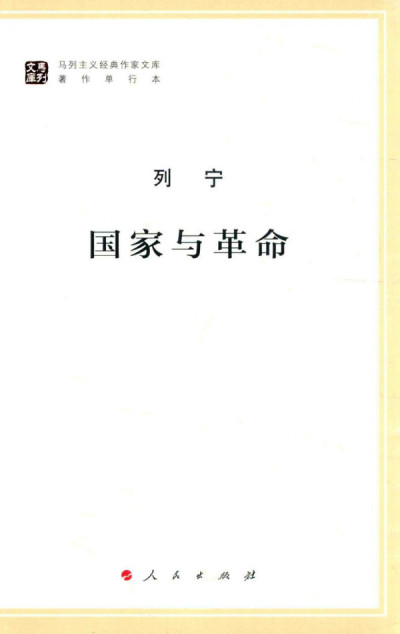 马列文库
马列主义经典作家文库
著作单行本
列宁
国家与革命
人民出版社